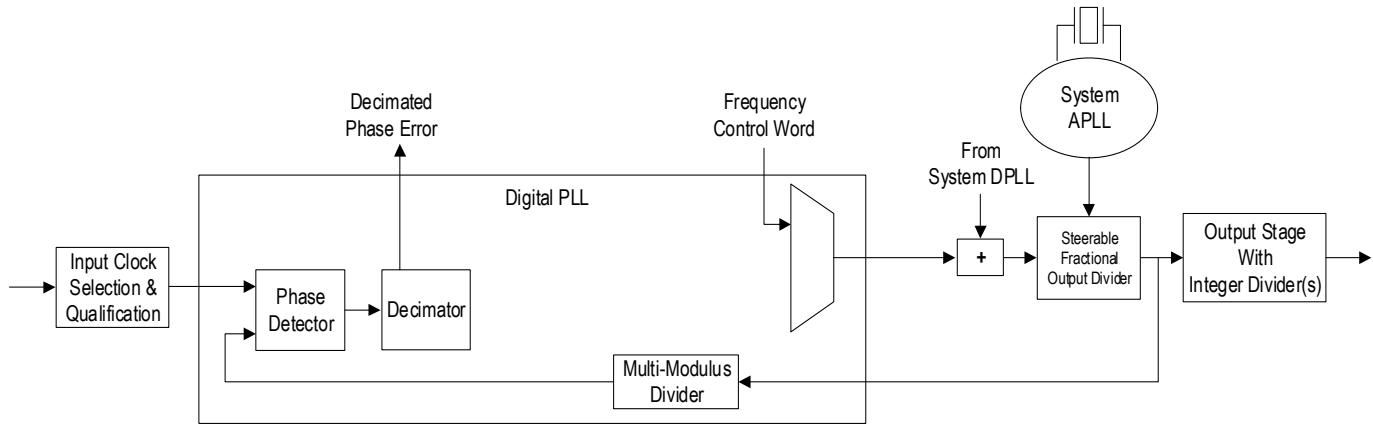 System
APLL
Decimated
Phase Error
Frequency
Control Word
From
System DPLL
Digital PLL
Input Clock
Selection &
Qualification
Phase
Detector
Decimator
+
Steerable
Fractional
Output Divider
Output Stage
With
Integer Divider(s)
Multi-Modulus
Divider